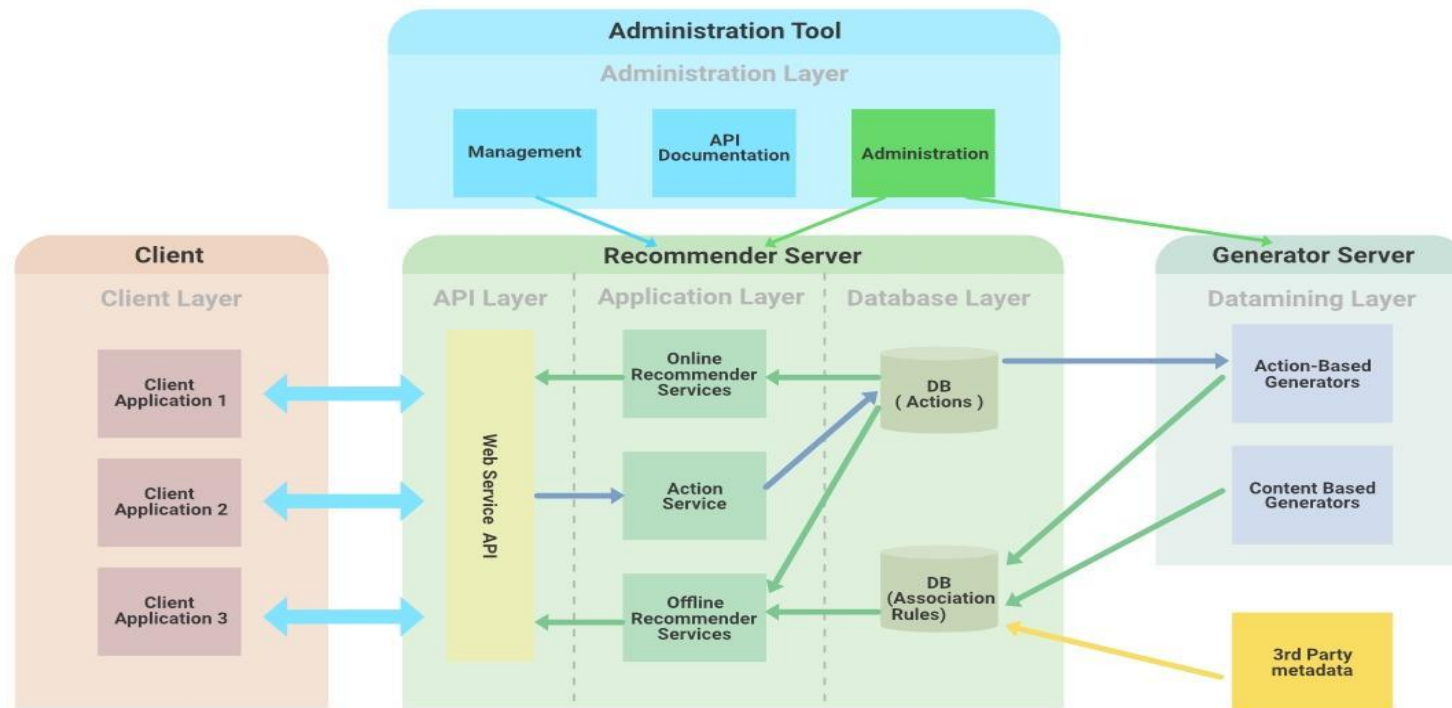 Administration Tool
Administration Layer
Management
API
Documentation
Administration
Client
Client Layer
Client
Application 1
Client
Application 2
Client
Application 3
Recommender Server
API Layer
Application Layer
Database Layer
Web Service API
Online
Recommender
Services
Action
Service
Offline
Recommender
Services
DB
( Actions )
DB
(Association
Rules)
Generator Server
Datamining Layer
Action-Based
Generators
Content Based
Generators
3rd Party
metadata